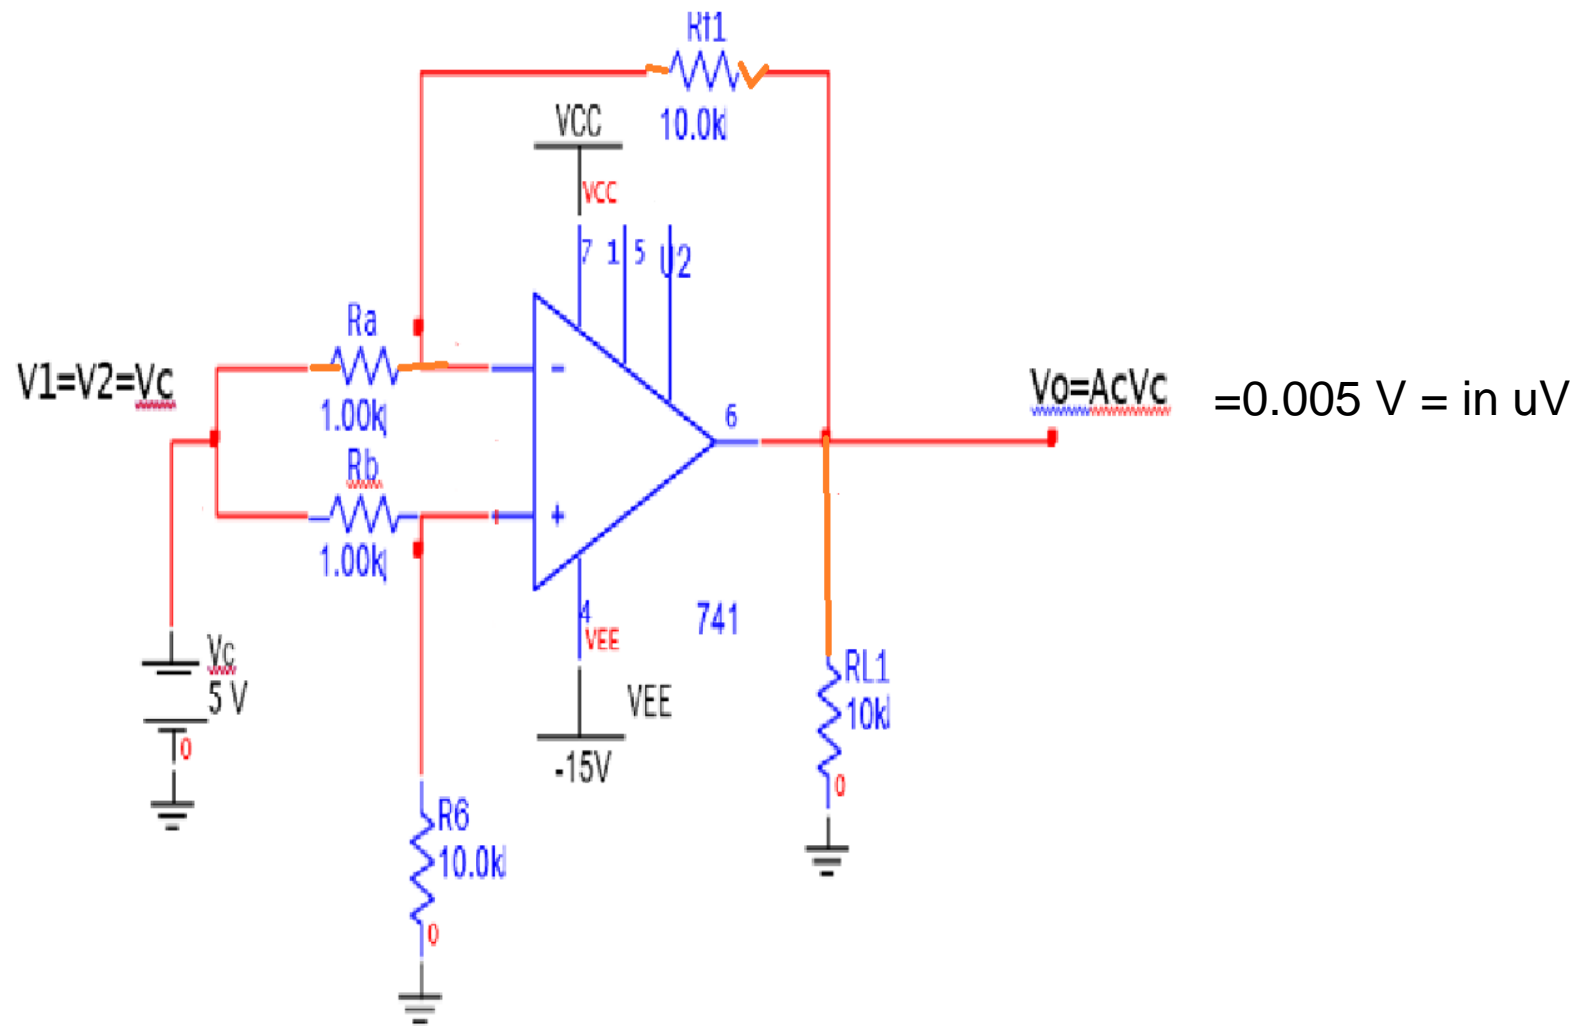 Rf1
10.0k
VCC
VCC
7 1 5 U2
Ra
1.00k
V1=V2=Vc
-
Vo=AcVc =0.005 V = in uV
6
Rb
1.00k
+
4
VEE
741
Vc
5 V
0
VEE
-15V
RL1
10k
0
R6
10.0k
0